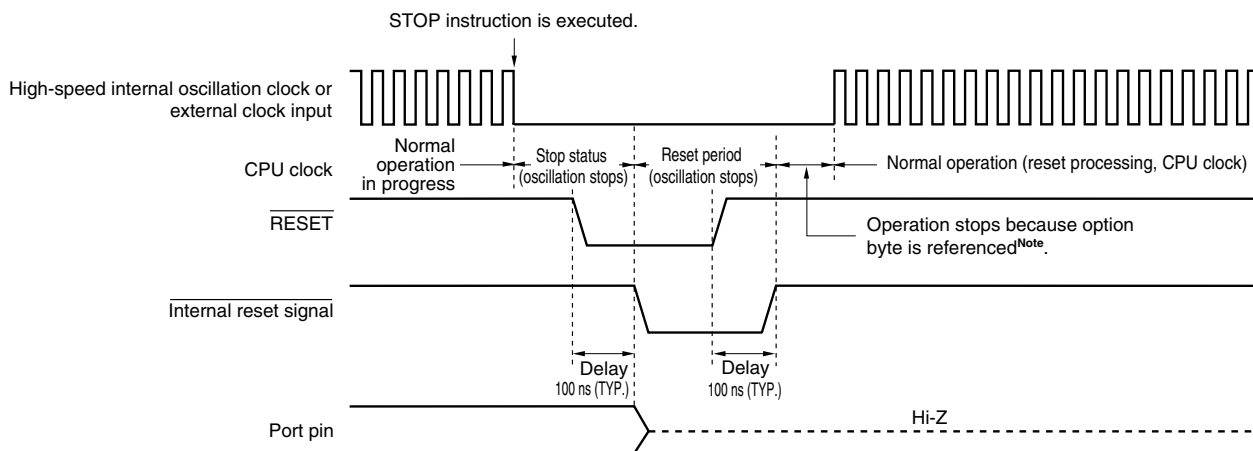 STOP instruction is executed.
High-speed internal oscillation clock or
external clock input
CPU clock
Normal
operation
in progress
Stop status
(oscillation stops)
Reset period
(oscillation stops)
Normal operation (reset processing, CPU clock)
RESET
Operation stops because option
byte is referencedNote.
Internal reset signal
Delay
100 ns (TYP.)
Delay
100 ns (TYP.)
Port pin
Hi-Z